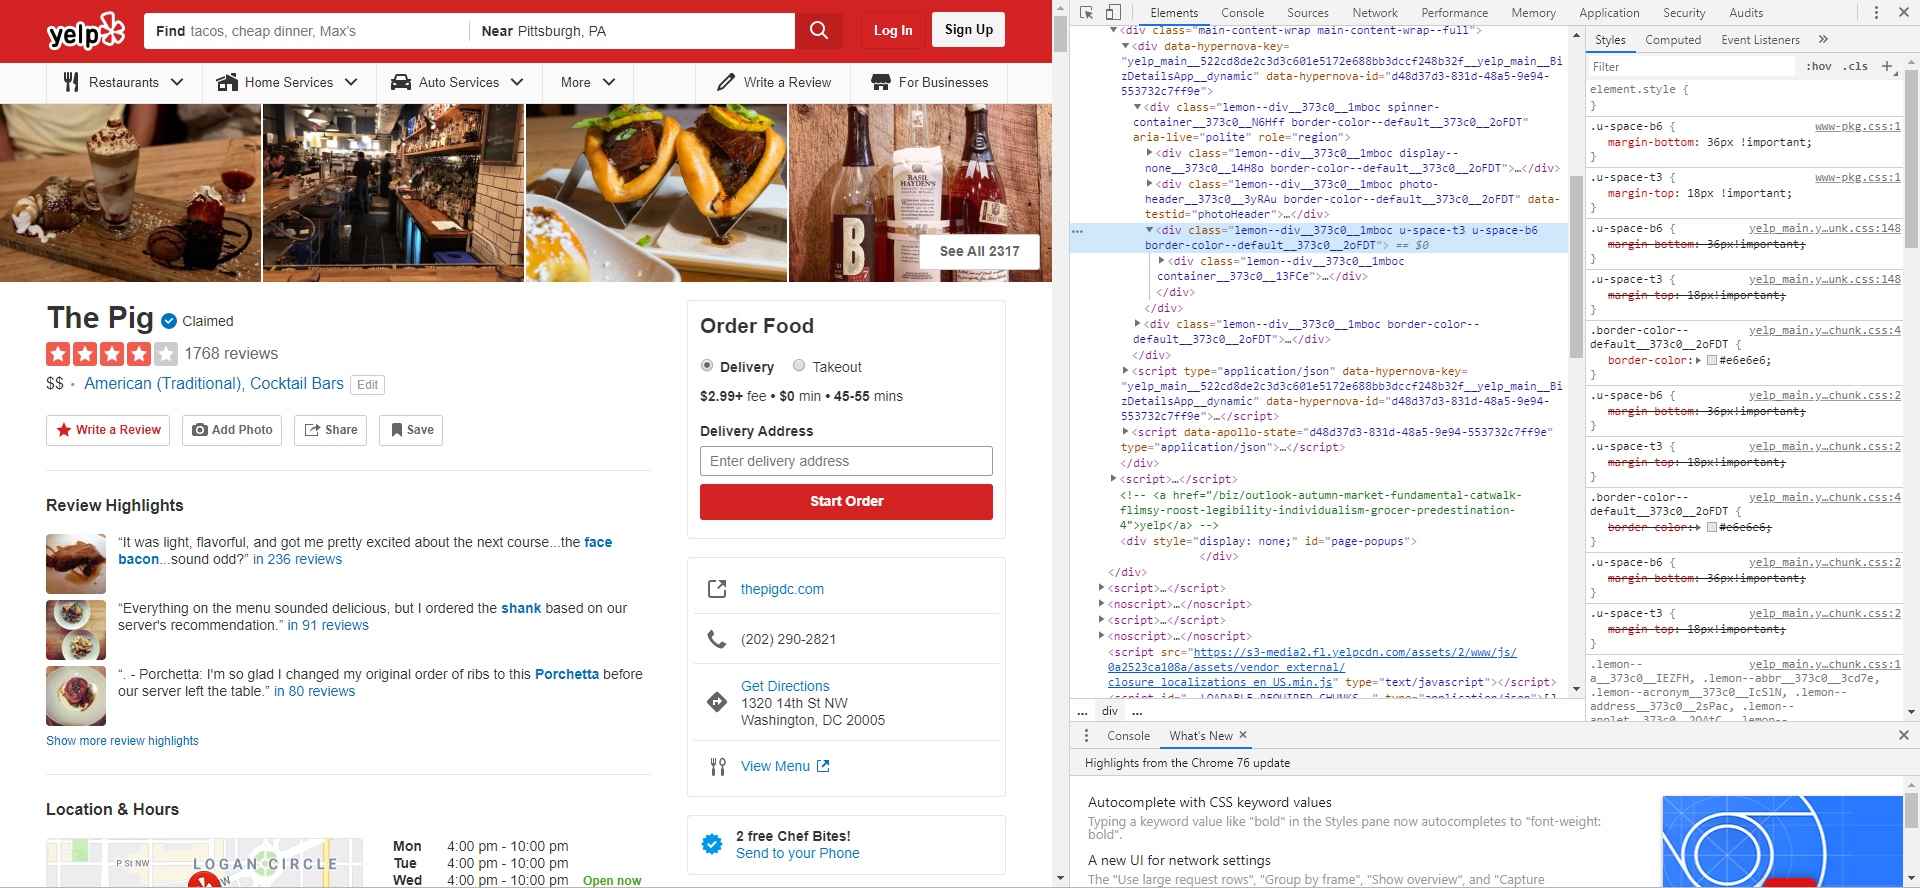 yelp
Find tacos, cheap dinner, Max's
Near Pittsburgh, PA
Log In
Sign Up
Restaurants
Home Services
Auto Services
More
Write a Review
For Businesses
BASIL
HAYDEN'S
B
See All 2317
The Pig
Claimed
1768 reviews
$$ • American (Traditional), Cocktail Bars Edit
Write a Review
Add Photo
Share
Save
Review Highlights
“It was light, flavorful, and got me pretty excited about the next course...the face
bacon...sound odd?” in 236 reviews
“Everything on the menu sounded delicious, but I ordered the shank based on our
server's recommendation.” in 91 reviews
“. - Porchetta: I'm so glad I changed my original order of ribs to this Porchetta before
our server left the table.” in 80 reviews
Show more review highlights
Location & Hours
P St NW
LOGAN CIRCLE
Mon 4:00 pm - 10:00 pm
Tue 4:00 pm - 10:00 pm
Wed 4:00 pm - 10:00 pm Open now
Order Food
Delivery Takeout
$2.99+ fee • $0 min • 45-55 mins
Delivery Address
Enter delivery address
Start Order
thepigdc.com
(202) 290-2821
Get Directions
1320 14th St NW
Washington, DC 20005
View Menu
2 free Chef Bites!
Send to your Phone
Elements Console Sources Network Performance Memory Application Security Audits
<div class="main-content-wrap main-content-wrap--full">
<div data-hypernova-key=
"yelp_main__522cd8de2c3d3c601e5172e688bb3dccf248b32f__yelp_main__Bi
zDetailsApp__dynamic" data-hypernova-id="d48d37d3-831d-48a5-9e94-
553732c7ff9e">
<div class="lemon--div__373c0__1mboc spinner-
container__373c0__N6Hff border-color--default__373c0__2oFDT"
aria-live="polite" role="region">
<div class="lemon--div__373c0__1mboc display--
none__373c0__14H8o border-color--default__373c0__2oFDT">…</div>
<div class="lemon--div__373c0__1mboc photo-
header__373c0__3yRAu border-color--default__373c0__2oFDT" data-
testid="photoHeader">…</div>
<div class="lemon--div__373c0__1mboc u-space-t3 u-space-b6
border-color--default__373c0__2oFDT"> == $0
<div class="lemon--div__373c0__1mboc
container__373c0__13FCe">…</div>
</div>
</div>
<div class="lemon--div__373c0__1mboc border-color--
default__373c0__2oFDT">…</div>
</div>
<script type="application/json" data-hypernova-key=
"yelp_main__522cd8de2c3d3c601e5172e688bb3dccf248b32f__yelp_main__Bi
zDetailsApp__dynamic" data-hypernova-id="d48d37d3-831d-48a5-9e94-
553732c7ff9e">…</script>
<script data-apollo-state="d48d37d3-831d-48a5-9e94-553732c7ff9e"
type="application/json">…</script>
</div>
<script>…</script>
<!-- <a href="/biz/outlook-autumn-market-fundamental-catwalk-
flimsy-roost-legibility-individualism-grocer-predestination-
4">yelp</a> -->
<div style="display: none;" id="page-popups">
</div>
</div>
<script>…</script>
<noscript>…</noscript>
<script>…</script>
<noscript>…</noscript>
<script src="https://s3-media2.fl.yelpcdn.com/assets/2/www/js/
0a2523ca108a/assets/vendor_external/
closure_localizations_en_US.min.js" type="text/javascript"></script>
<script id="__LOADABLE_REQUIRED_CHUNKS__" type="application/json">[]
... div ...
Styles Computed Event Listeners »
Filter :hov .cls +
element.style {
}
.u-space-b6 { www-pkg.css:1
margin-bottom: 36px !important;
}
.u-space-t3 { www-pkg.css:1
margin-top: 18px !important;
}
.u-space-b6 { yelp_main.y…unk.css:148
margin-bottom: 36px!important;
}
.u-space-t3 { yelp_main.y…unk.css:148
margin-top: 18px!important;
}
.border-color-- yelp_main.y…chunk.css:4
default__373c0__2oFDT {
border-color: #e6e6e6;
}
.u-space-b6 { yelp_main.y…chunk.css:2
margin-bottom: 36px!important;
}
.u-space-t3 { yelp_main.y…chunk.css:2
margin-top: 18px!important;
}
.border-color-- yelp_main.y…chunk.css:4
default__373c0__2oFDT {
border-color: #e6e6e6;
}
.u-space-b6 { yelp_main.y…chunk.css:2
margin-bottom: 36px!important;
}
.u-space-t3 { yelp_main.y…chunk.css:2
margin-top: 18px!important;
}
.lemon-- yelp_main.y…chunk.css:1
a__373c0__IEZFH, .lemon--abbr__373c0__3cd7e,
.lemon--acronym__373c0__IcSlN, .lemon--
address__373c0__2sPac, .lemon--
applet__373c0__2OAtC, .lemon--
Console What's New ×
Highlights from the Chrome 76 update
Autocomplete with CSS keyword values
Typing a keyword value like "bold" in the Styles pane now autocompletes to "font-weight:
bold".
A new UI for network settings
The "Use large request rows", "Group by frame", "Show overview", and "Capture